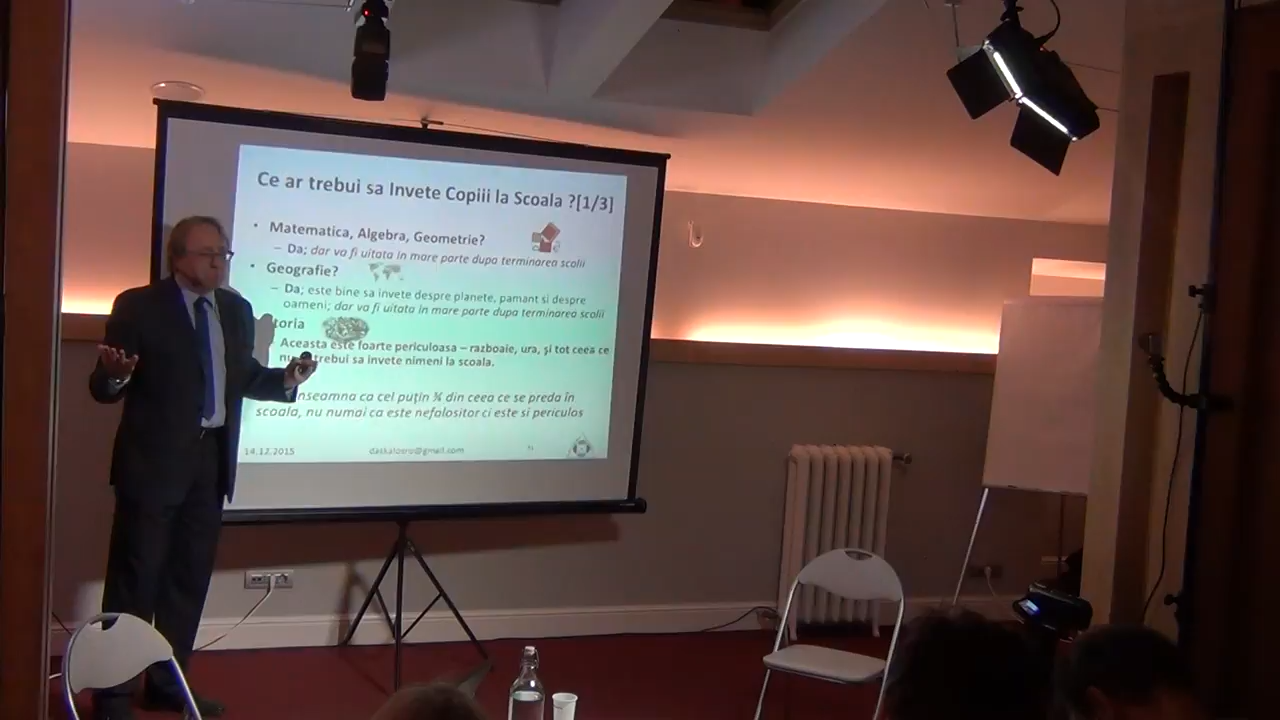 Ce ar trebui sa Invete Copiii la Scoala ?[1/3]
• Matematica, Algebra, Geometrie?
– Da; dar va fi uitata in mare parte dupa terminarea scolii
• Geografie?
– Da; este bine sa invete despre planete, pamant si despre
oameni; dar va fi uitata in mare parte dupa terminarea scolii
toria
Aceasta este foarte periculoasa – razboaie, ura, şi tot ceea ce
trebui sa invete nimeni la scoala.
inseamna ca cel puţin ¾ din ceea ce se preda în
scoala, nu numai ca este nefalositor ci este si periculos
14.12.2015